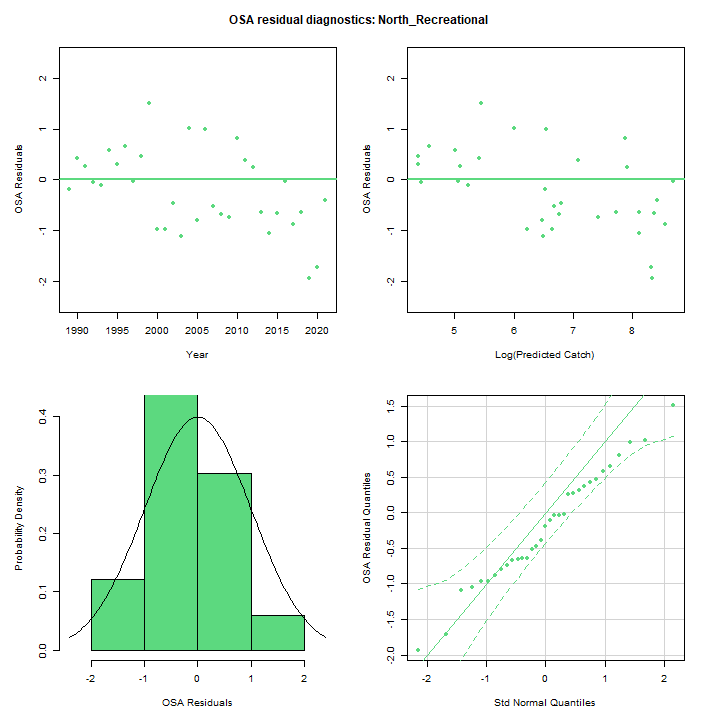 OSA residual diagnostics: North_Recreational
OSA Residuals
2
1
0
-1
-2
1990 1995 2000 2005 2010 2015 2020
Year
OSA Residuals
2
1
0
-1
-2
5 6 7 8
Log(Predicted Catch)
Probability Density
0.4
0.3
0.2
0.1
0.0
-2 -1 0 1 2
OSA Residuals
OSA Residual Quantiles
1.5
1.0
0.5
0.0
-0.5
-1.0
-1.5
-2.0
-2 -1 0 1 2
Std Normal Quantiles